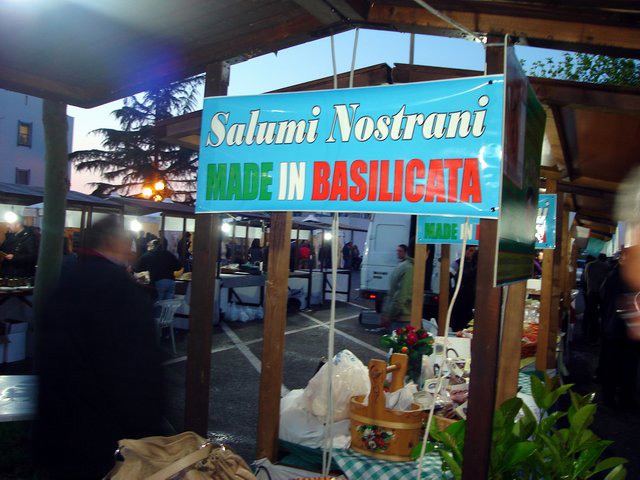 Salumi Nostrani
MADE IN BASILICATA
MADE IN